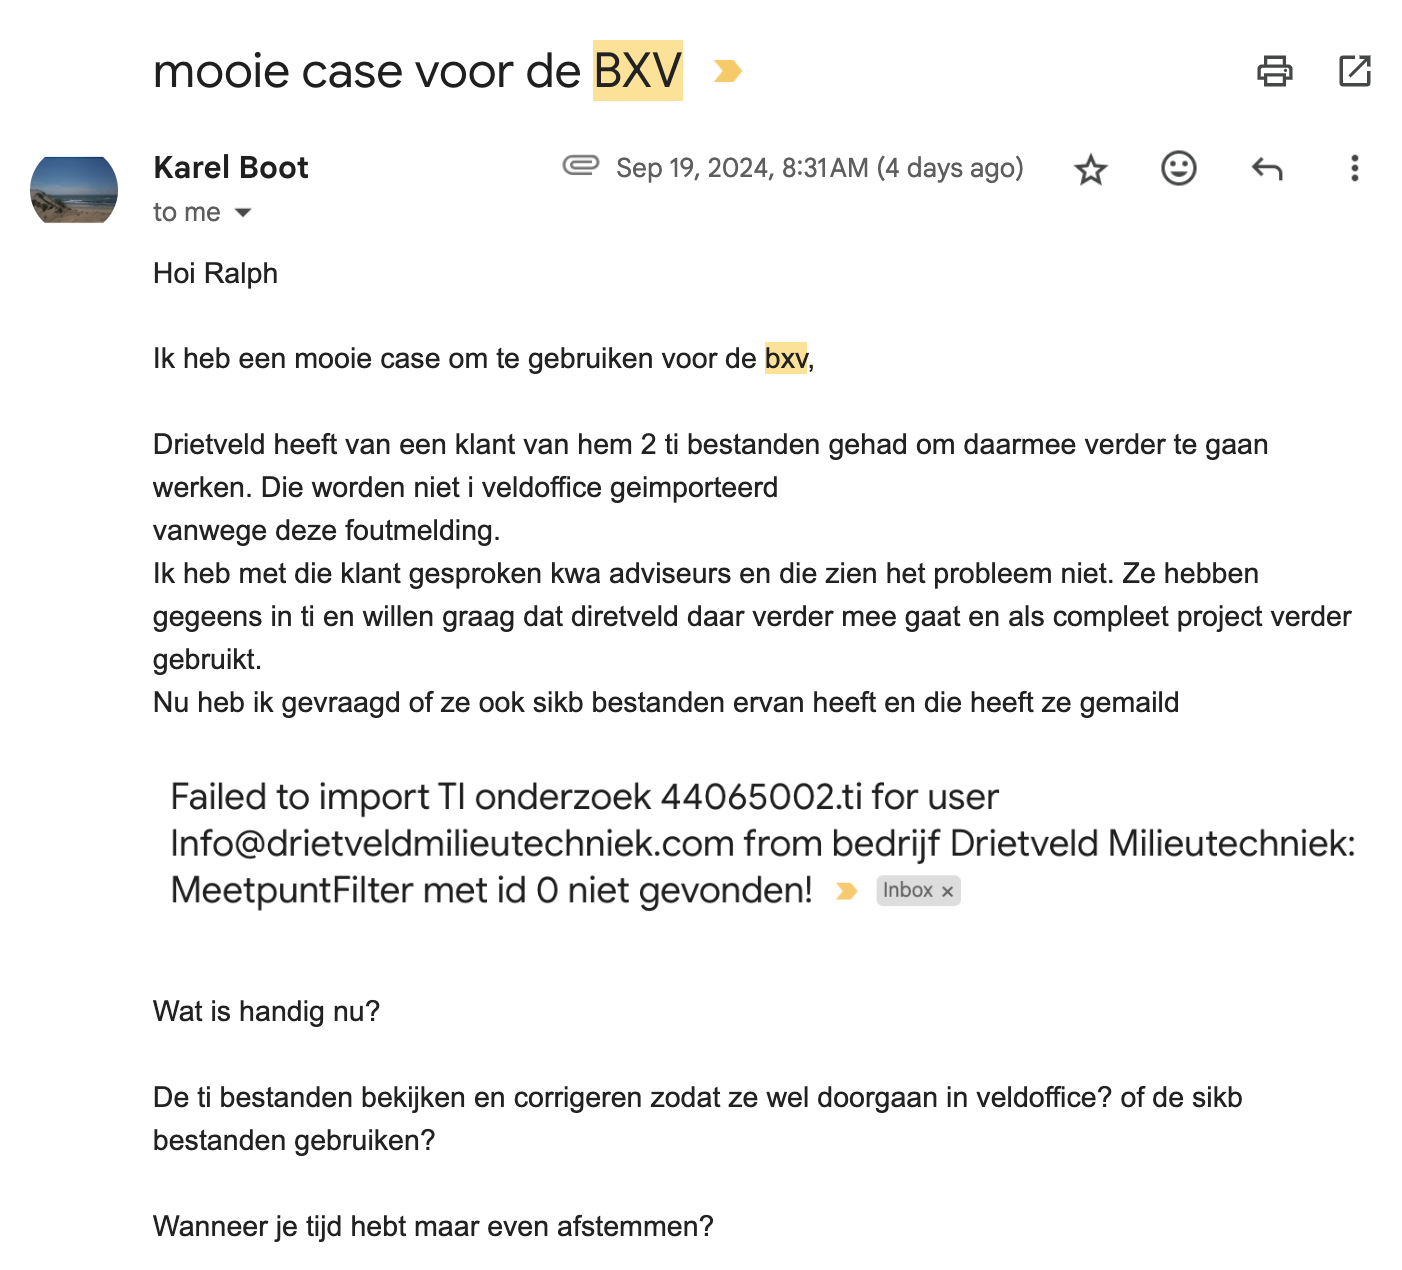 mooie case voor de BXV
Karel Boot
Sep 19, 2024, 8:31 AM (4 days ago)
to me
Hoi Ralph
Ik heb een mooie case om te gebruiken voor de bxv,
Drietveld heeft van een klant van hem 2 ti bestanden gehad om daarmee verder te gaan
werken. Die worden niet i veldoffice geimporteerd
vanwege deze foutmelding.
Ik heb met die klant gesproken kwa adviseurs en die zien het probleem niet. Ze hebben
gegeens in ti en willen graag dat diretveld daar verder mee gaat en als compleet project verder
gebruikt.
Nu heb ik gevraagd of ze ook sikb bestanden ervan heeft en die heeft ze gemaild
Failed to import TI onderzoek 44065002.ti for user
Info@drietveldmilieutechniek.com from bedrijf Drietveld Milieutechniek:
MeetpuntFilter met id 0 niet gevonden! Inbox ×
Wat is handig nu?
De ti bestanden bekijken en corrigeren zodat ze wel doorgaan in veldoffice? of de sikb
bestanden gebruiken?
Wanneer je tijd hebt maar even afstemmen?